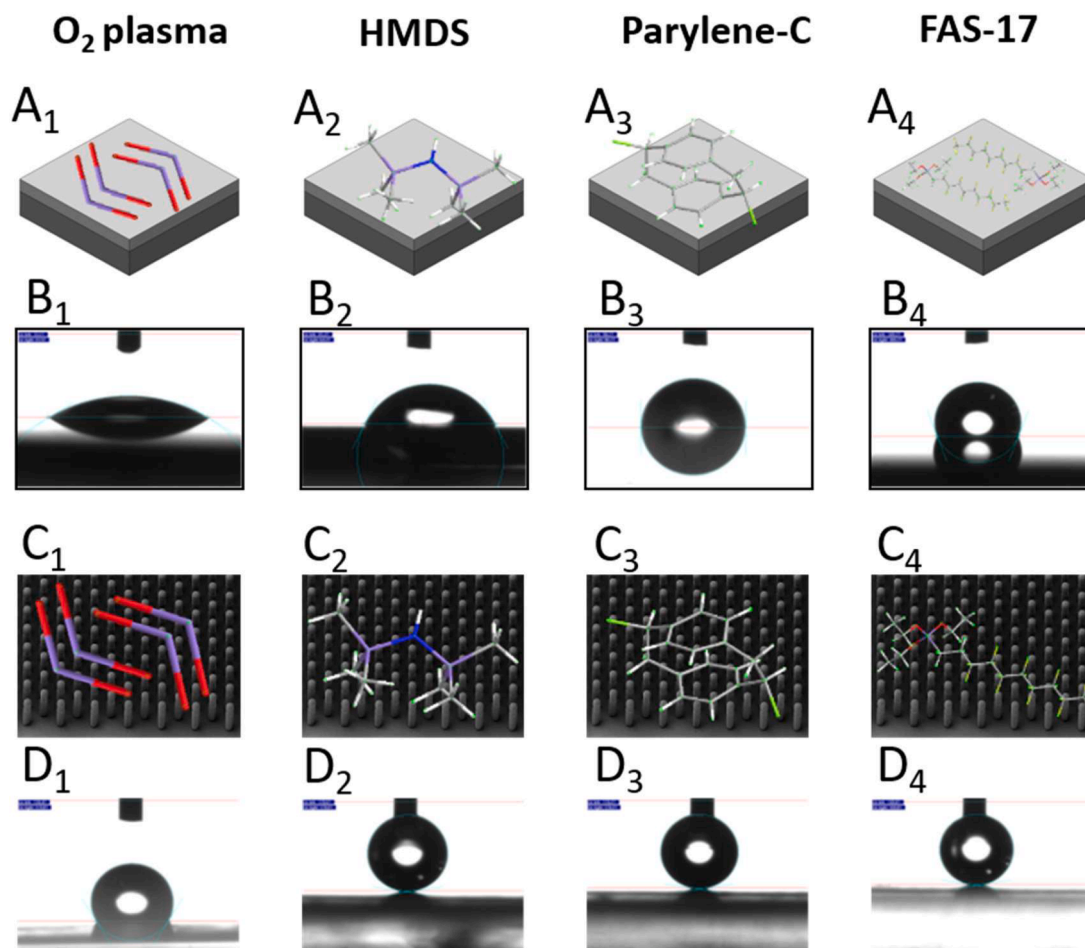 O₂ plasma HMDS Parylene-C FAS-17
A₁ A₂ A₃ A₄
B₁ B₂ B₃ B₄
C₁ C₂ C₃ C₄
D₁ D₂ D₃ D₄